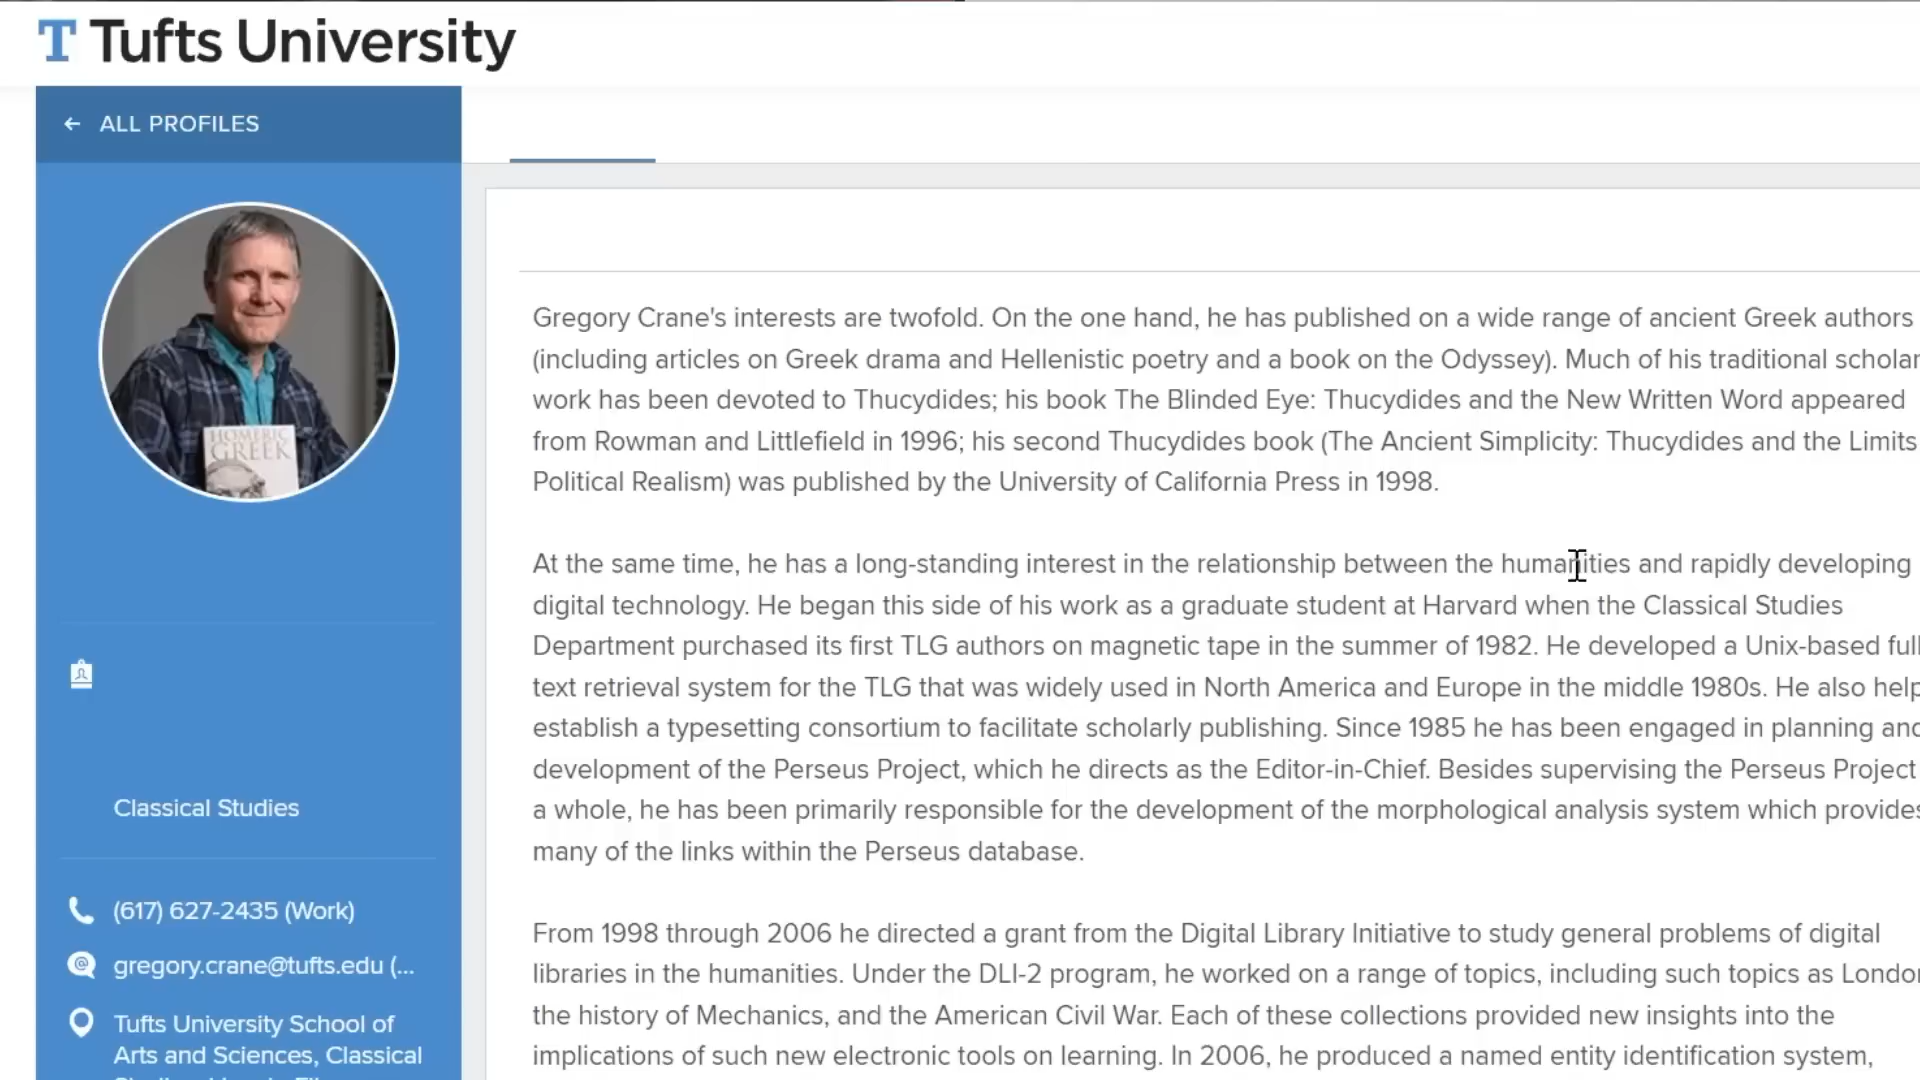 Tufts University
ALL PROFILES
HOMERIC
GREEK
Classical Studies
(617) 627-2435 (Work)
gregory.crane@tufts.edu (...
Tufts University School of
Arts and Sciences, Classical
Gregory Crane's interests are twofold. On the one hand, he has published on a wide range of ancient Greek authors
(including articles on Greek drama and Hellenistic poetry and a book on the Odyssey). Much of his traditional scholar
work has been devoted to Thucydides; his book The Blinded Eye: Thucydides and the New Written Word appeared
from Rowman and Littlefield in 1996; his second Thucydides book (The Ancient Simplicity: Thucydides and the Limits
Political Realism) was published by the University of California Press in 1998.
At the same time, he has a long-standing interest in the relationship between the humanities and rapidly developing
digital technology. He began this side of his work as a graduate student at Harvard when the Classical Studies
Department purchased its first TLG authors on magnetic tape in the summer of 1982. He developed a Unix-based full
text retrieval system for the TLG that was widely used in North America and Europe in the middle 1980s. He also help
establish a typesetting consortium to facilitate scholarly publishing. Since 1985 he has been engaged in planning and
development of the Perseus Project, which he directs as the Editor-in-Chief. Besides supervising the Perseus Project
a whole, he has been primarily responsible for the development of the morphological analysis system which provides
many of the links within the Perseus database.
From 1998 through 2006 he directed a grant from the Digital Library Initiative to study general problems of digital
libraries in the humanities. Under the DLI-2 program, he worked on a range of topics, including such topics as London
the history of Mechanics, and the American Civil War. Each of these collections provided new insights into the
implications of such new electronic tools on learning. In 2006, he produced a named entity identification system,